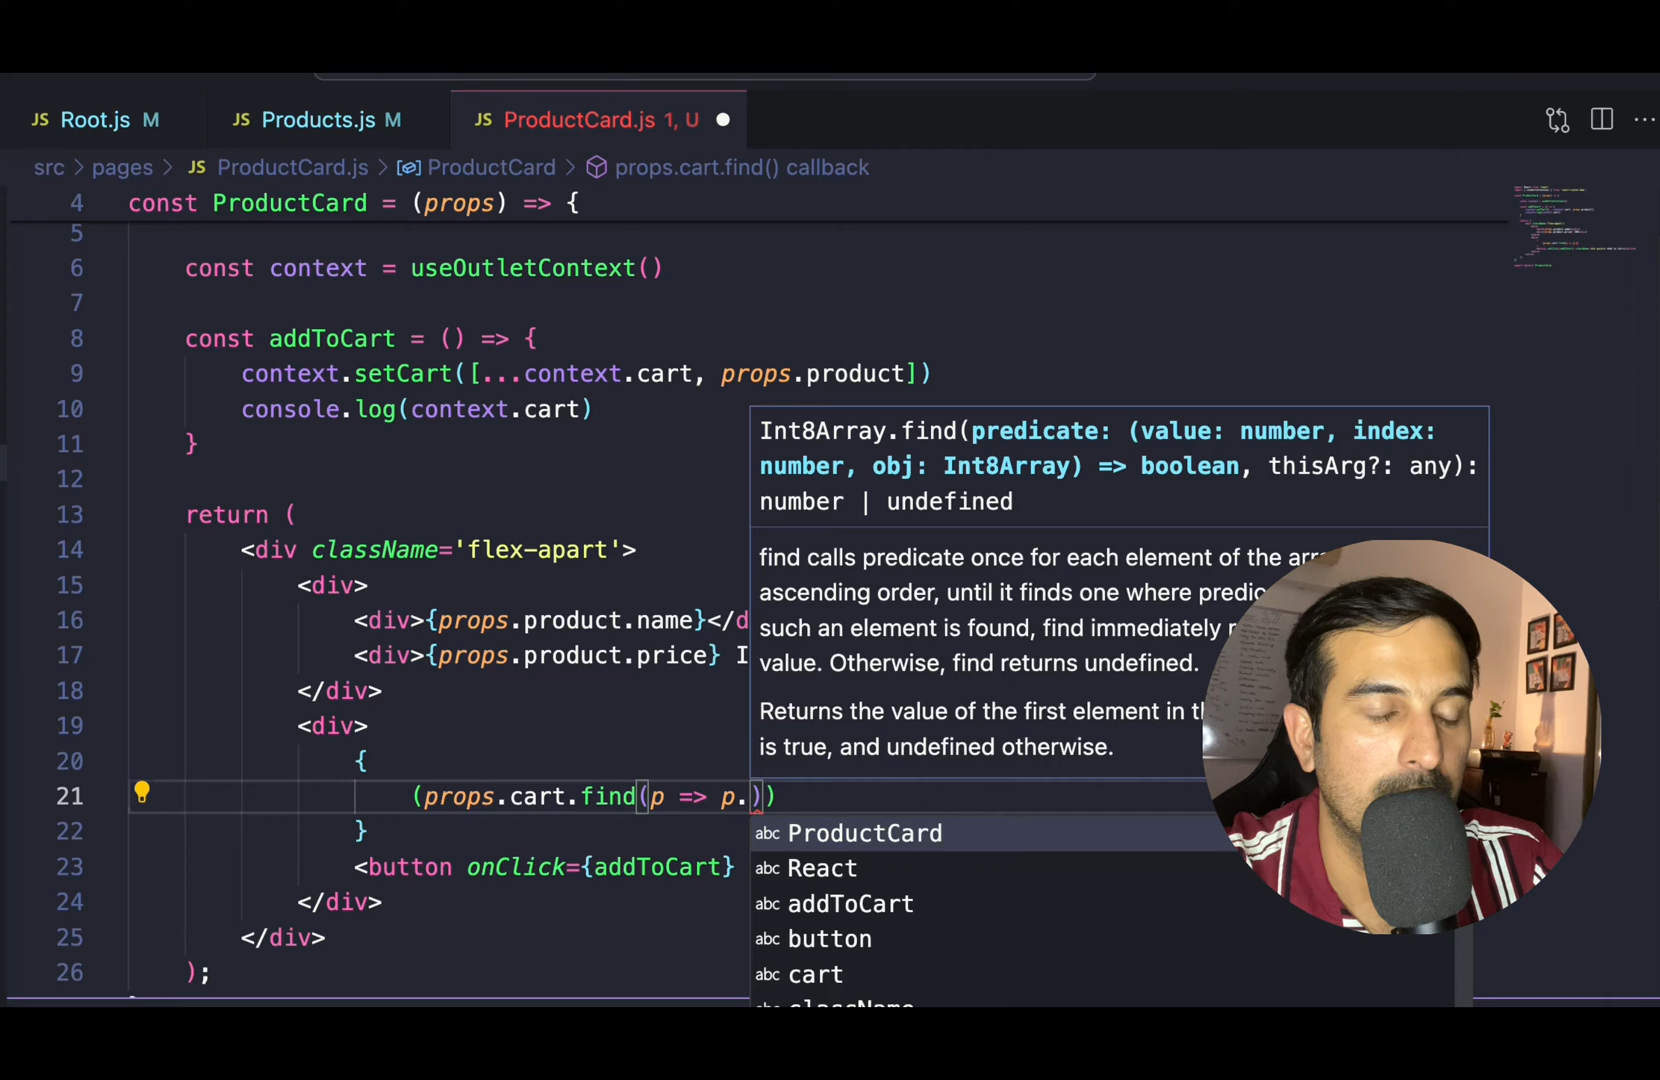 JS Root.js M JS Products.js M JS ProductCard.js 1, U
src > pages > JS ProductCard.js > ProductCard > props.cart.find() callback
4 const ProductCard = (props) => {
5
6 const context = useOutletContext()
7
8 const addToCart = () => {
9 context.setCart([...context.cart, props.product])
10 console.log(context.cart)
11 }
12
13 return (
14 <div className='flex-apart'>
15 <div>
16 <div>{props.product.name}</d
17 <div>{props.product.price} I
18 </div>
19 <div>
20 {
21 (props.cart.find(p => p.))
22 }
23 <button onClick={addToCart}
24 </div>
25 </div>
26 );
Int8Array.find(predicate: (value: number, index:
number, obj: Int8Array) => boolean, thisArg?: any):
number | undefined
find calls predicate once for each element of the
ascending order, until it finds one where
such an element is found, find immediately
value. Otherwise, find returns undefined.
Returns the value of the first element in
is true, and undefined otherwise.
abc ProductCard
abc React
abc addToCart
abc button
abc cart
abc className